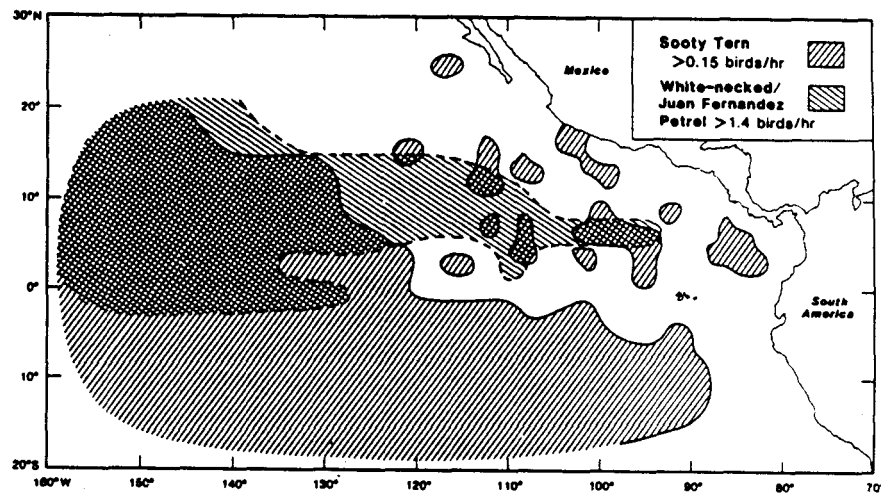 30°N
20°
10°
0°
10°
20°S
160°W
150°
140°
130°
120°
110°
100°
90°
80°
70°
Mexico
South
America
Sooty Tern
>0.15 birds/hr
White-necked/
Juan Fernandez
Petrel >1.4 birds/hr